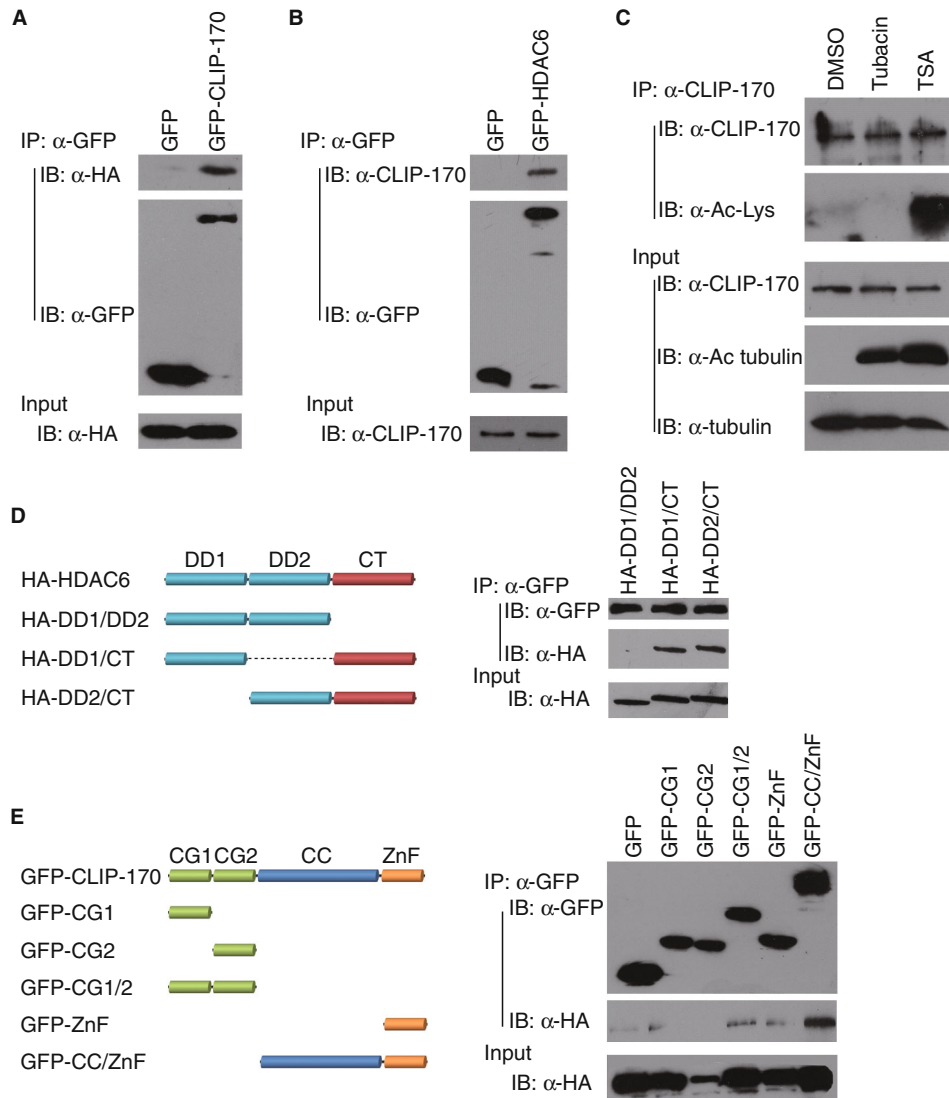 A
GFP
GFP-CLIP-170
IP: α-GFP
IB: α-HA
IB: α-GFP
Input
IB: α-HA
B
GFP
GFP-HDAC6
IP: α-GFP
IB: α-CLIP-170
IB: α-GFP
Input
IB: α-CLIP-170
C
DMSO
Tubacin
TSA
IP: α-CLIP-170
IB: α-CLIP-170
IB: α-Ac-Lys
Input
IB: α-CLIP-170
IB: α-Ac tubulin
IB: α-tubulin
D
DD1 DD2 CT
HA-HDAC6
HA-DD1/DD2
HA-DD1/CT
HA-DD2/CT
HA-DD1/DD2
HA-DD1/CT
HA-DD2/CT
IP: α-GFP
IB: α-GFP
IB: α-HA
Input
IB: α-HA
E
CG1 CG2 CC ZnF
GFP-CLIP-170
GFP-CG1
GFP-CG2
GFP-CG1/2
GFP-ZnF
GFP-CC/ZnF
GFP
GFP-CG1
GFP-CG2
GFP-CG1/2
GFP-ZnF
GFP-CC/ZnF
IP: α-GFP
IB: α-GFP
IB: α-HA
Input
IB: α-HA